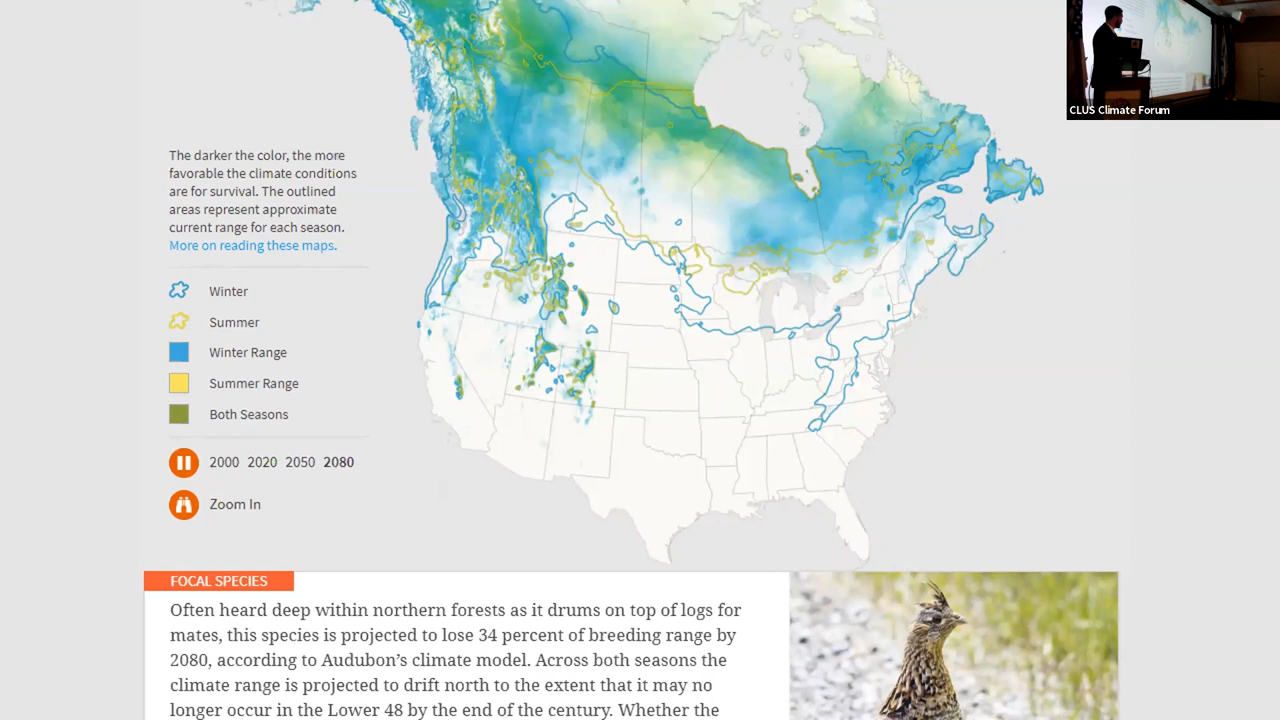 CLUS Climate Forum
The darker the color, the more
favorable the climate conditions
are for survival. The outlined
areas represent approximate
current range for each season.
More on reading these maps.
Winter
Summer
Winter Range
Summer Range
Both Seasons
2000 2020 2050 2080
Zoom In
FOCAL SPECIES
Often heard deep within northern forests as it drums on top of logs for
mates, this species is projected to lose 34 percent of breeding range by
2080, according to Audubon’s climate model. Across both seasons the
climate range is projected to drift north to the extent that it may no
longer occur in the Lower 48 by the end of the century. Whether the